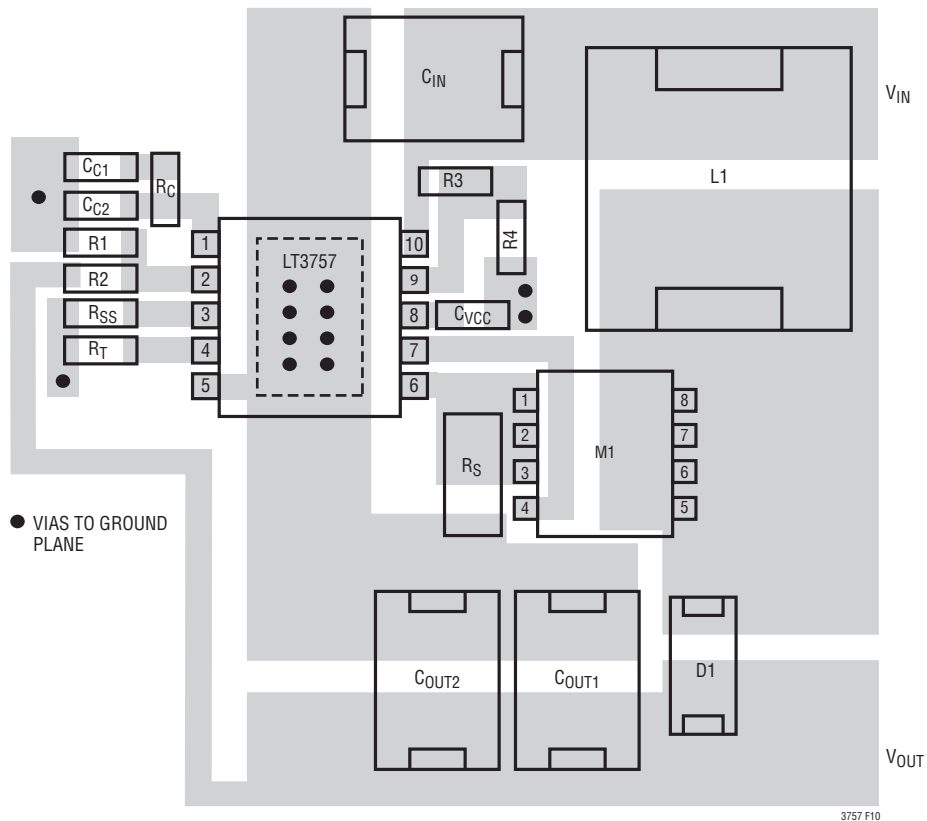 CIN
VIN
L1
CC1
RC
CC2
R3
R1
R4
R2
LT3757
RSS
CVCC
RT
1
2
3
4
5
10
9
8
7
6
RS
M1
1
2
3
4
8
7
6
5
VIAS TO GROUND
PLANE
COUT2
COUT1
D1
VOUT
3757 F10